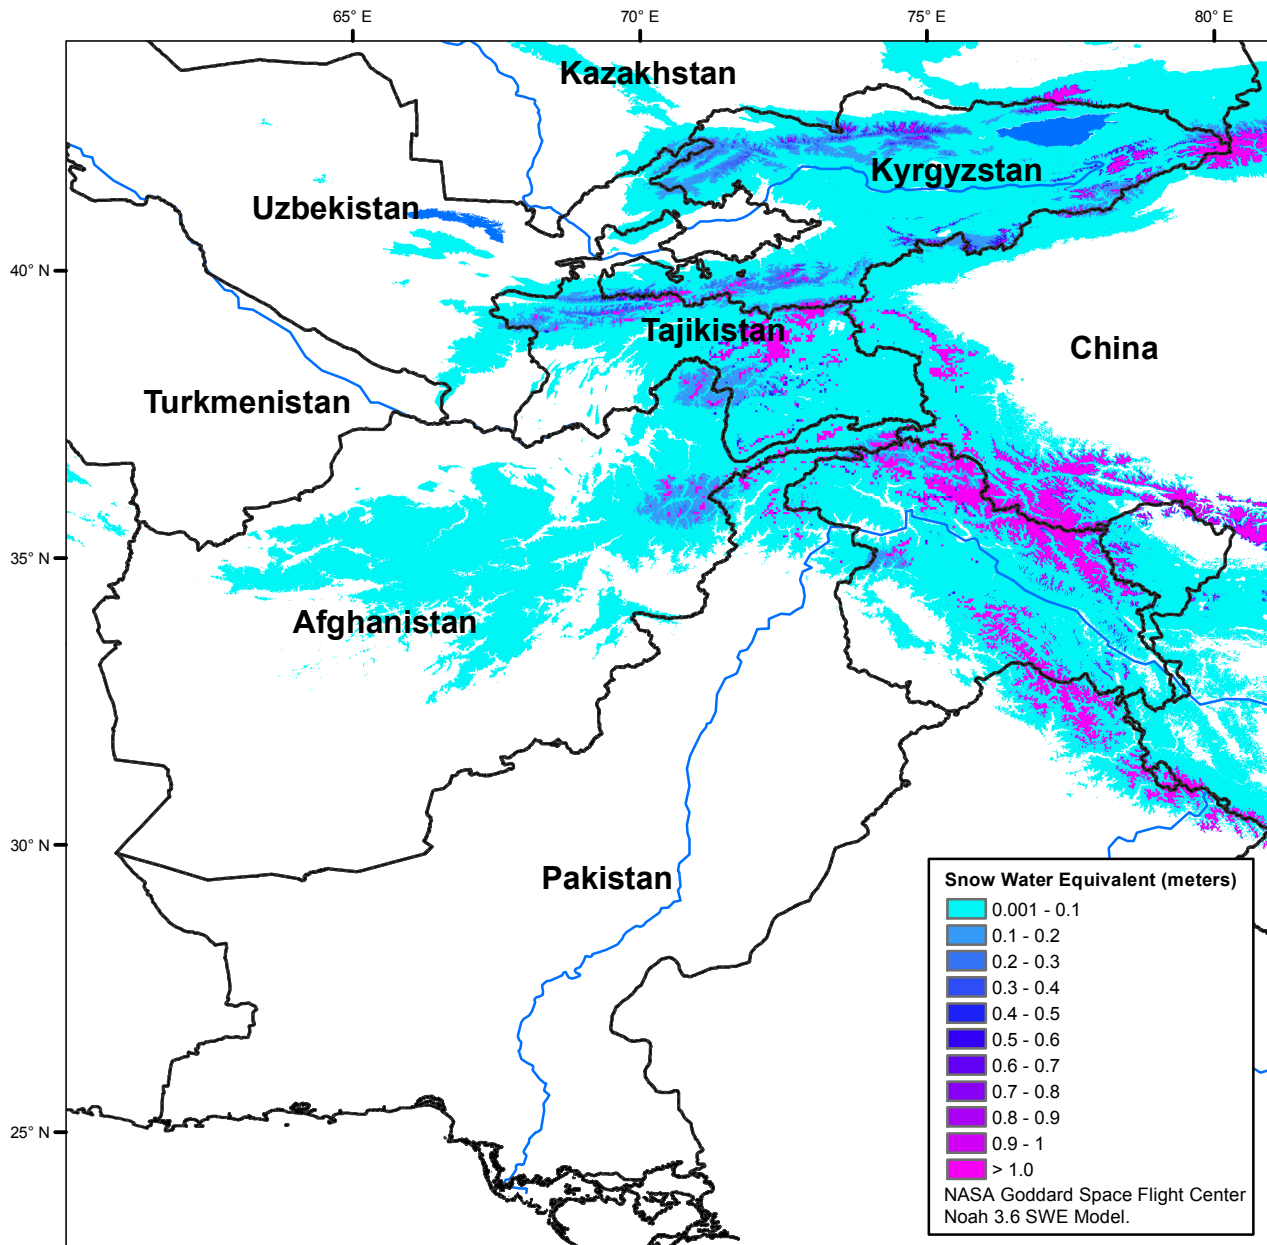 65° E
70° E
75° E
80° E
Kazakhstan
Kyrgyzstan
Uzbekistan
40° N
Tajikistan
China
Turkmenistan
35° N
Afghanistan
30° N
Pakistan
25° N
Snow Water Equivalent (meters)
0.001 - 0.1
0.1 - 0.2
0.2 - 0.3
0.3 - 0.4
0.4 - 0.5
0.5 - 0.6
0.6 - 0.7
0.7 - 0.8
0.8 - 0.9
0.9 - 1
> 1.0
NASA Goddard Space Flight Center
Noah 3.6 SWE Model.